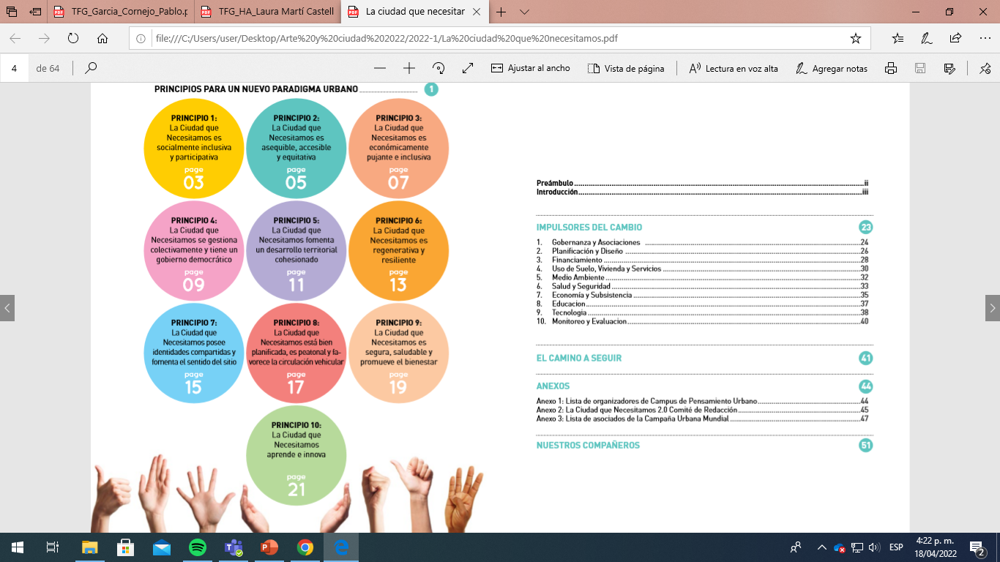 TFG_Garcia_Cornejo_Pablo.p
TFG_HA_Laura Martí Castell
La ciudad que necesitar
file:///C:/Users/user/Desktop/Arte%20y%20ciudad%202022/2022-1/La%20ciudad%20que%20necesitamos.pdf
4 de 64
Ajustar al ancho
Vista de página
Lectura en voz alta
Agregar notas
PRINCIPIOS PARA UN NUEVO PARADIGMA URBANO 1
PRINCIPIO 1:
La Ciudad que
Necesitamos es
socialmente inclusiva
y participativa
page
03
PRINCIPIO 2:
La Ciudad que
Necesitamos es
asequible, accesible
y equitativa
page
05
PRINCIPIO 3:
La Ciudad que
Necesitamos es
económicamente
pujante e inclusiva
page
07
PRINCIPIO 4:
La Ciudad que
Necesitamos se gestiona
colectivamente y tiene un
gobierno democrático
page
09
PRINCIPIO 5:
La Ciudad que
Necesitamos fomenta
un desarrollo territorial
cohesionado
page
11
PRINCIPIO 6:
La Ciudad que
Necesitamos es
regenerativa y
resiliente
page
13
PRINCIPIO 7:
La Ciudad que
Necesitamos posee
identidades compartidas y
fomenta el sentido del sitio
page
15
PRINCIPIO 8:
La Ciudad que
Necesitamos está bien
planificada, es peatonal y fa-
vorece la circulación vehicular
page
17
PRINCIPIO 9:
La Ciudad que
Necesitamos es
segura, saludable y
promueve el bienestar
page
19
PRINCIPIO 10:
La Ciudad que
Necesitamos
aprende e innova
page
21
Preámbulo ii
Introducción iii
IMPULSORES DEL CAMBIO 23
1. Gobernanza y Asociaciones 24
2. Planificación y Diseño 26
3. Financiamiento 28
4. Uso de Suelo, Vivienda y Servicios 30
5. Medio Ambiente 32
6. Salud y Seguridad 33
7. Economía y Subsistencia 35
8. Educacion 37
9. Tecnologia 38
10. Monitoreo y Evaluacion 40
EL CAMINO A SEGUIR 41
ANEXOS 44
Anexo 1: Lista de organizadores de Campus de Pensamiento Urbano 44
Anexo 2: La Ciudad que Necesitamos 2.0 Comité de Redacción 45
Anexo 3: Lista de asociados de la Campaña Urbana Mundial 47
NUESTROS COMPAÑEROS 51
ESP
4:22 p. m.
18/04/2022
2